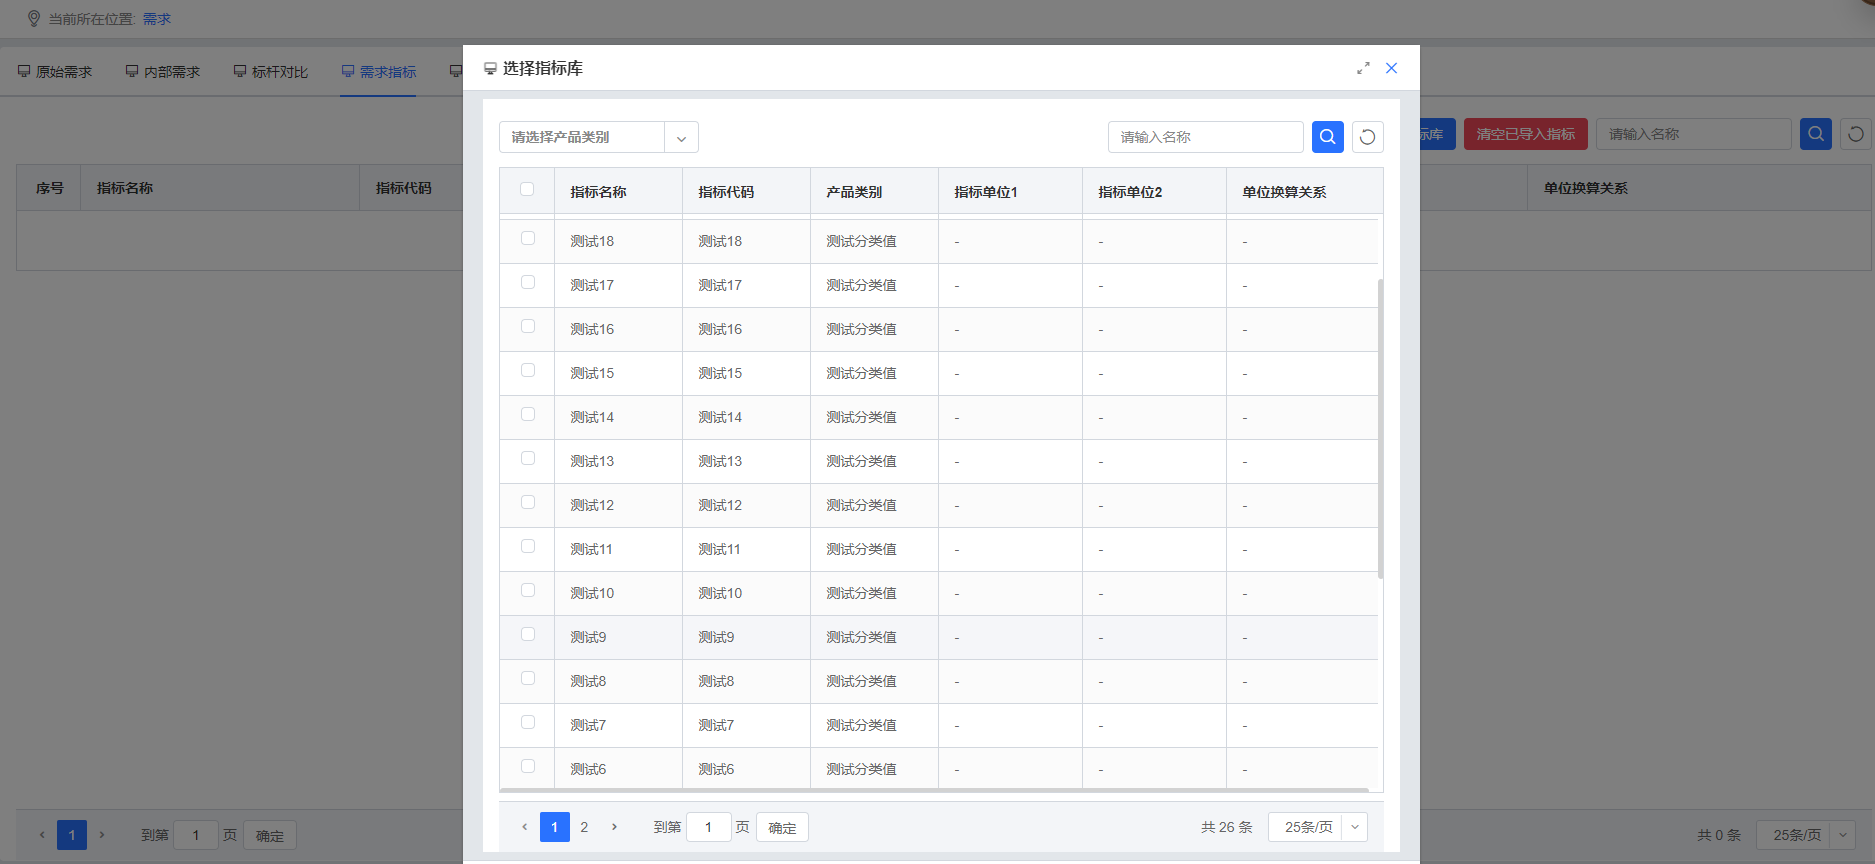 当前所在位置: 需求
原始需求 内部需求 标杆对比 需求指标
选择指标库
请选择产品类别 请输入名称
标库 清空已导入指标 请输入名称
序号 指标名称 指标代码 单位换算关系
指标名称 指标代码 产品类别 指标单位1 指标单位2 单位换算关系
测试18 测试18 测试分类值 - - -
测试17 测试17 测试分类值 - - -
测试16 测试16 测试分类值 - - -
测试15 测试15 测试分类值 - - -
测试14 测试14 测试分类值 - - -
测试13 测试13 测试分类值 - - -
测试12 测试12 测试分类值 - - -
测试11 测试11 测试分类值 - - -
测试10 测试10 测试分类值 - - -
测试9 测试9 测试分类值 - - -
测试8 测试8 测试分类值 - - -
测试7 测试7 测试分类值 - - -
测试6 测试6 测试分类值 - - -
1 2 到第 1 页 确定 共 26 条 25条/页
1 到第 1 页 确定 共 0 条 25条/页